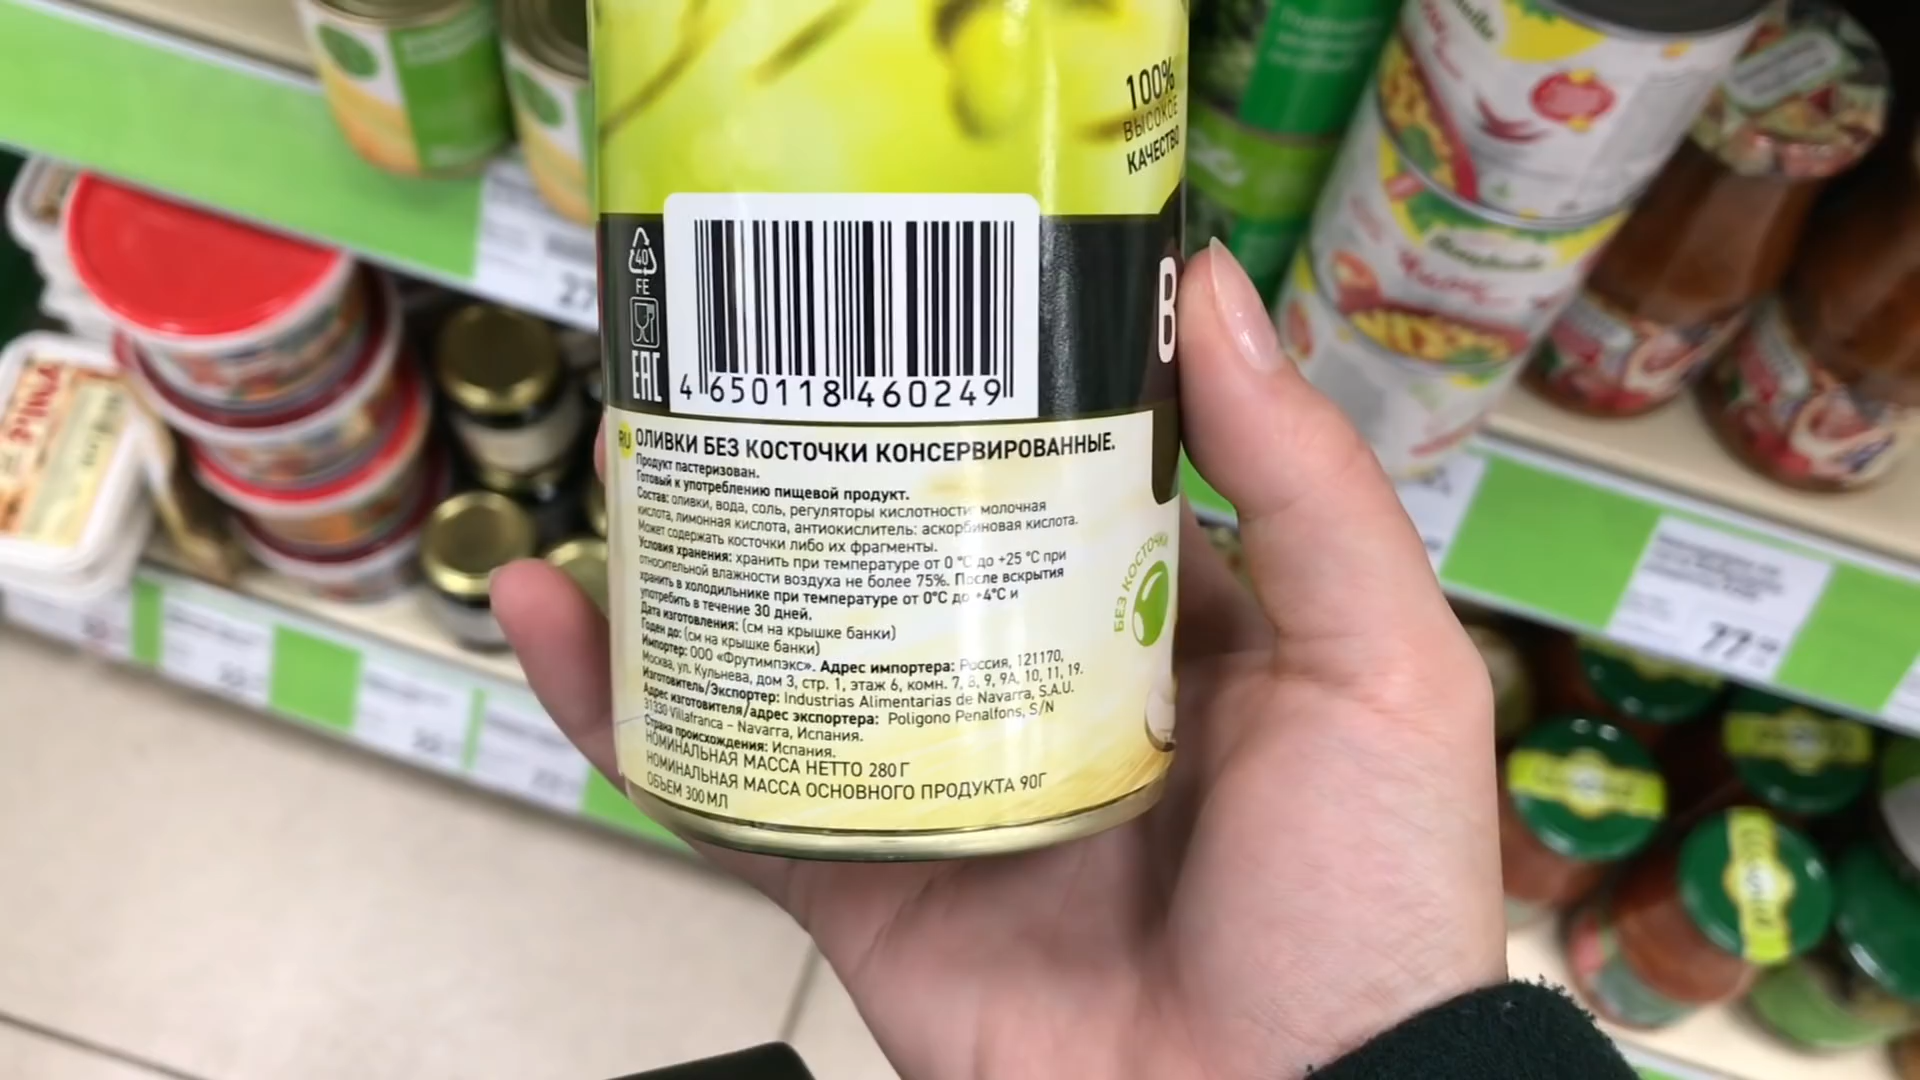 100%
ВЫСОКОЕ
КАЧЕСТВО
40
FE
EAC
4 650118 460249
В
RU ОЛИВКИ БЕЗ КОСТОЧКИ КОНСЕРВИРОВАННЫЕ.
Продукт пастеризован.
Готовый к употреблению пищевой продукт.
Состав: оливки, вода, соль, регуляторы кислотности: молочная
кислота, лимонная кислота, антиокислитель: аскорбиновая кислота.
Может содержать косточки либо их фрагменты.
Условия хранения: хранить при температуре от 0 °C до +25 °C при
относительной влажности воздуха не более 75%. После вскрытия
хранить в холодильнике при температуре от 0°C до +4°C и
употребить в течение 30 дней.
Дата изготовления: (см на крышке банки)
Годен до: (см на крышке банки)
Импортер: ООО «Фрутимпэкс». Адрес импортера: Россия, 121170,
Москва, ул. Кульнева, дом 3, стр. 1, этаж 6, комн. 7, 8, 9, 9А, 10, 11, 19.
Изготовитель/Экспортер: Industrias Alimentarias de Navarra, S.A.U.
Адрес изготовителя/адрес экспортера: Poligono Penalfons, S/N
31330 Villafranca – Navarra, Испания.
Страна происхождения: Испания.
НОМИНАЛЬНАЯ МАССА НЕТТО 280Г
НОМИНАЛЬНАЯ МАССА ОСНОВНОГО ПРОДУКТА 90Г
ОБЪЕМ 300 МЛ
БЕЗ КОСТОЧКИ
27
77